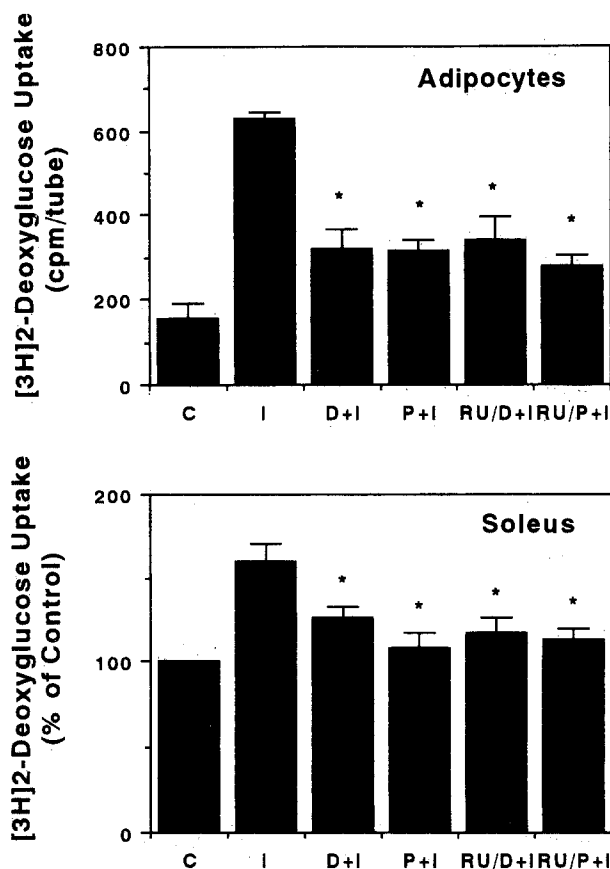 [3H]2-Deoxyglucose Uptake
(cpm/tube)
800
600
400
200
0
Adipocytes
*
*
*
*
C I D+I P+I RU/D+I RU/P+I
[3H]2-Deoxyglucose Uptake
(% of Control)
200
100
0
Soleus
*
*
*
*
C I D+I P+I RU/D+I RU/P+I